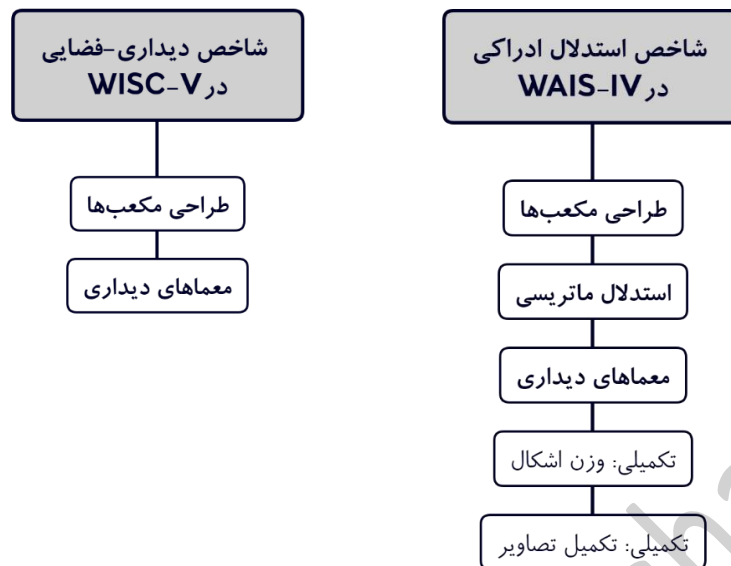 شاخص استدلال ادراکی
در WAIS-IV
طراحی مکعب‌ها
استدلال ماتریسی
معماهای دیداری
تکمیلی: وزن اشکال
تکمیلی: تکمیل تصاویر
شاخص دیداری-فضایی
در WISC-V
طراحی مکعب‌ها
معماهای دیداری